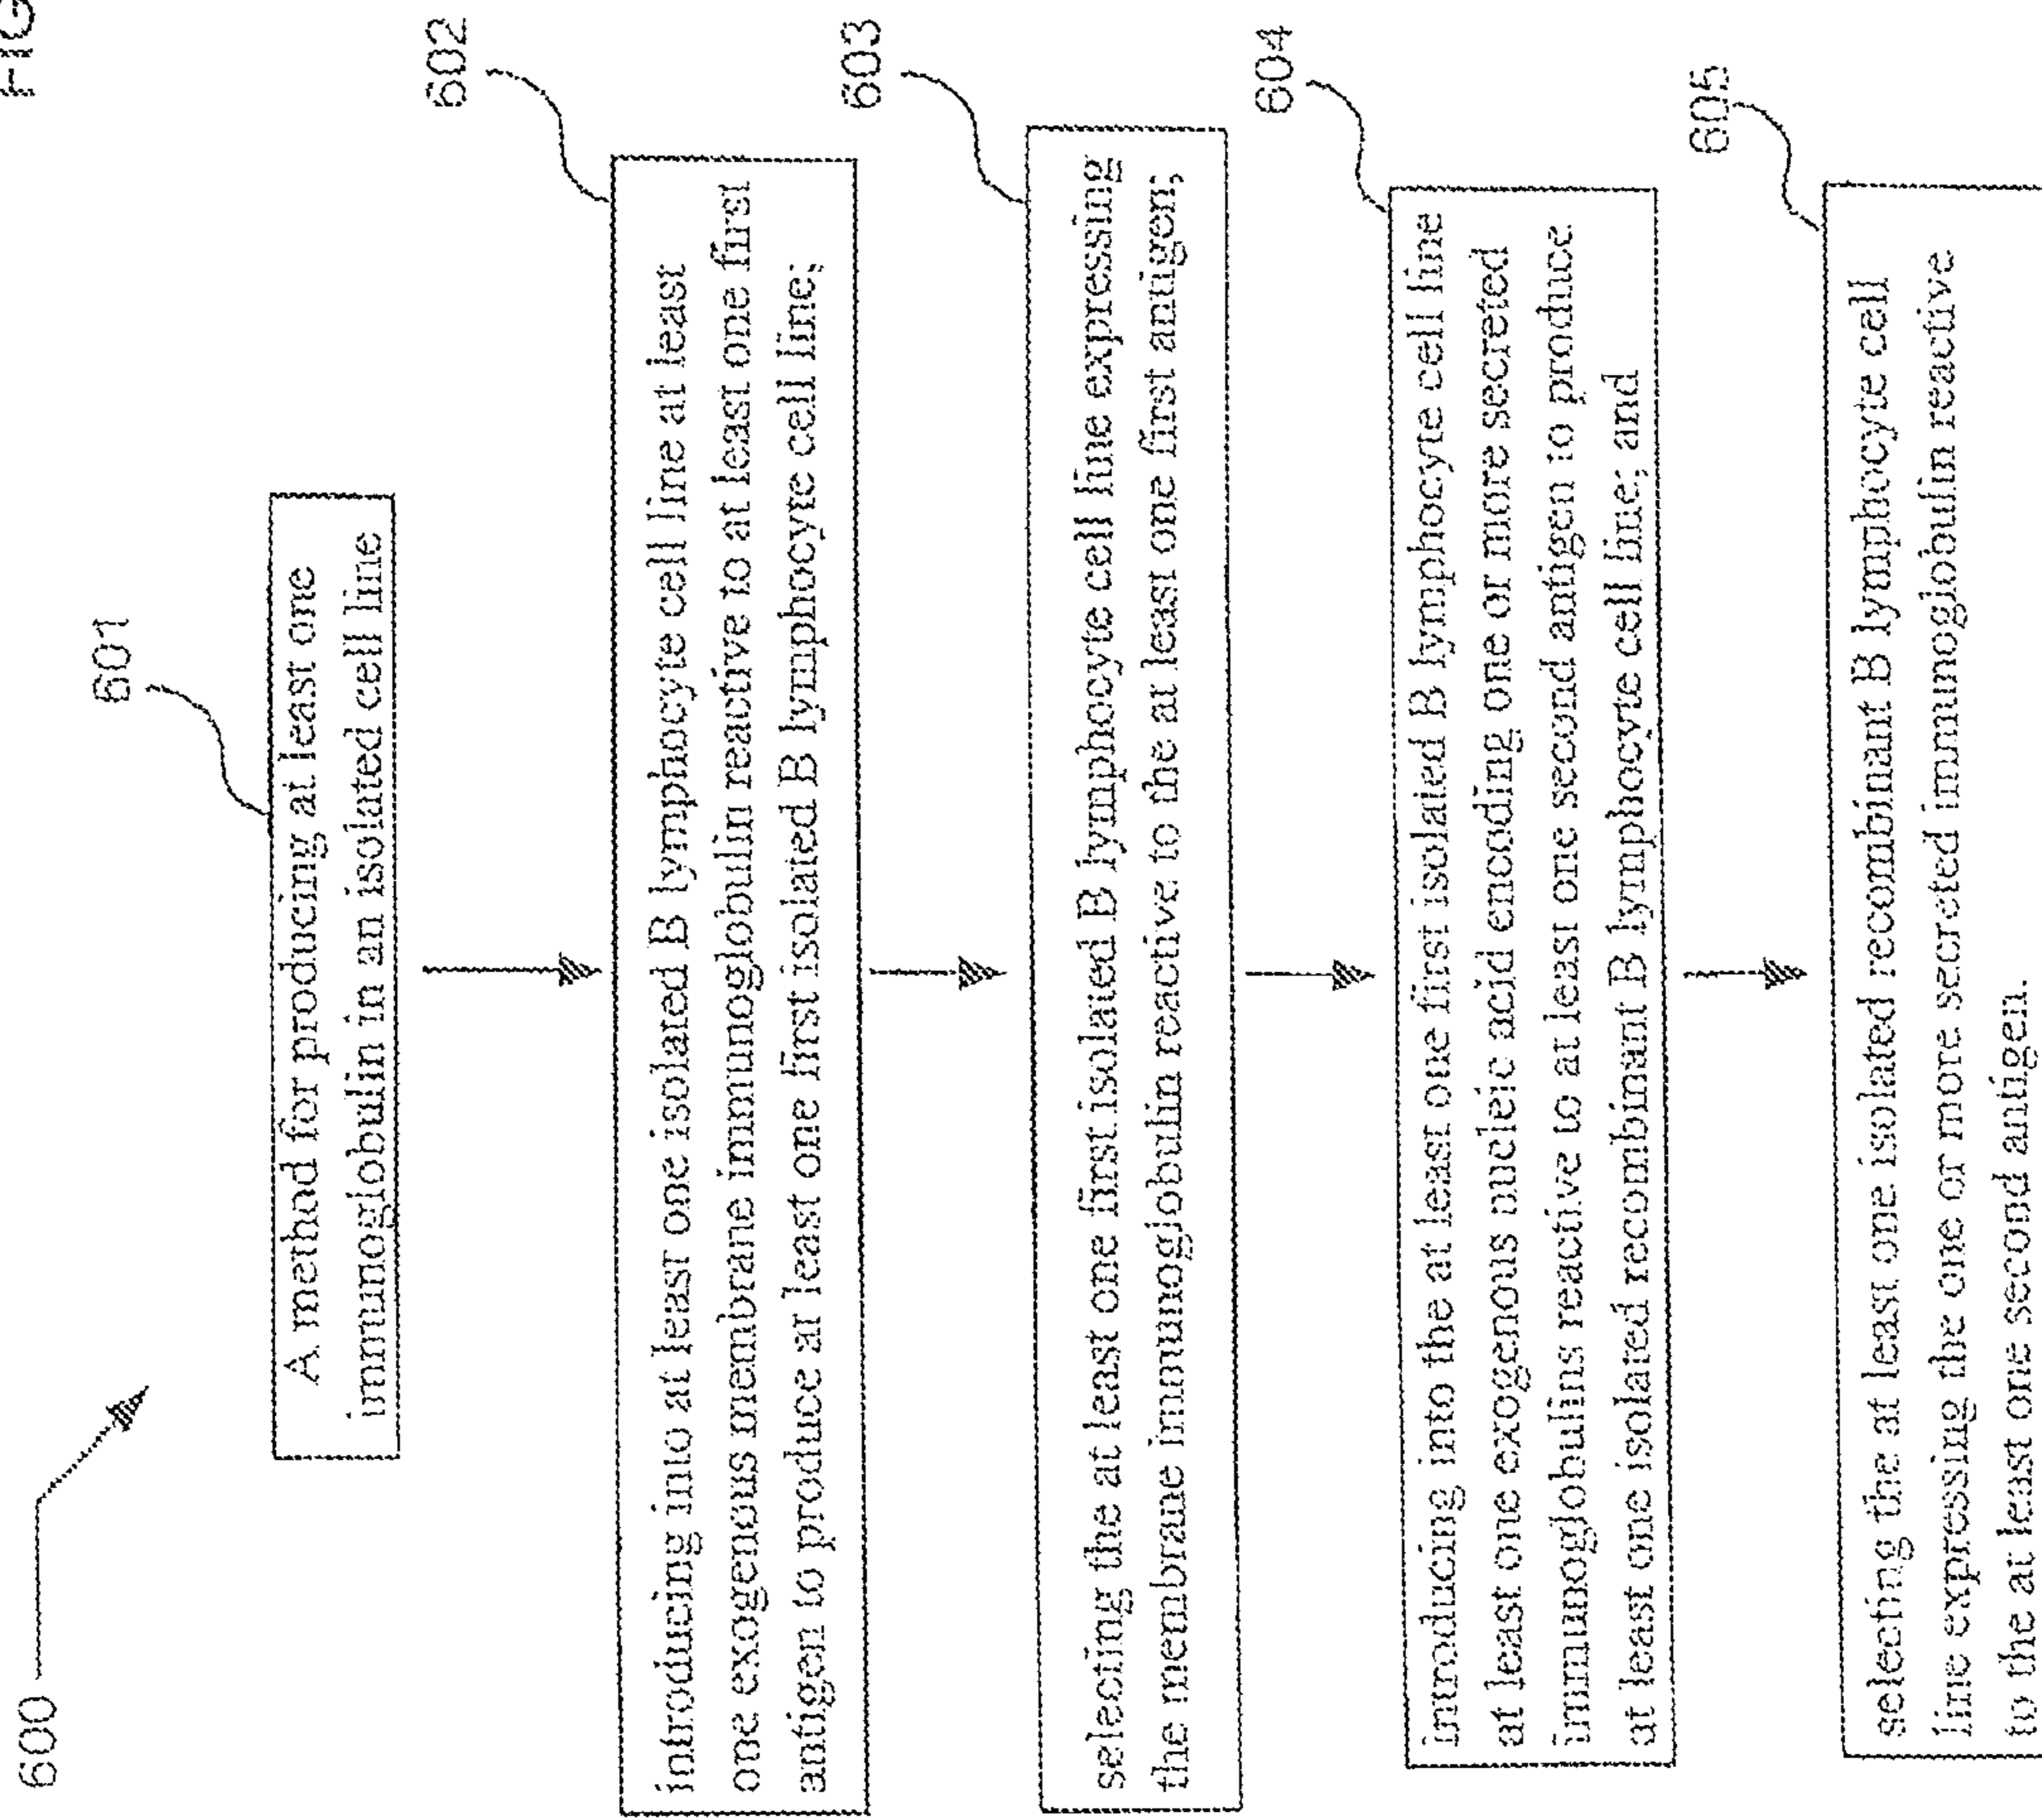 FIG
600
601
A method for producing at least one
immunoglobulin in an isolated cell line
602
introducing into at least one isolated B lymphocyte cell line at least
one exogenous membrane immunoglobulin reactive to at least one first
antigen to produce at least one first isolated B lymphocyte cell line;
603
selecting the at least one first isolated B lymphocyte cell line expressing
the membrane immunoglobulin reactive to the at least one first antigen;
604
introducing into the at least one first isolated B lymphocyte cell line
at least one exogenous nucleic acid encoding one or more secreted
immunoglobulins reactive to at least one second antigen to produce
at least one isolated recombinant B lymphocyte cell line; and
605
selecting the at least one isolated recombinant B lymphocyte cell
line expressing the one or more secreted immunoglobulin reactive
to the at least one second antigen.